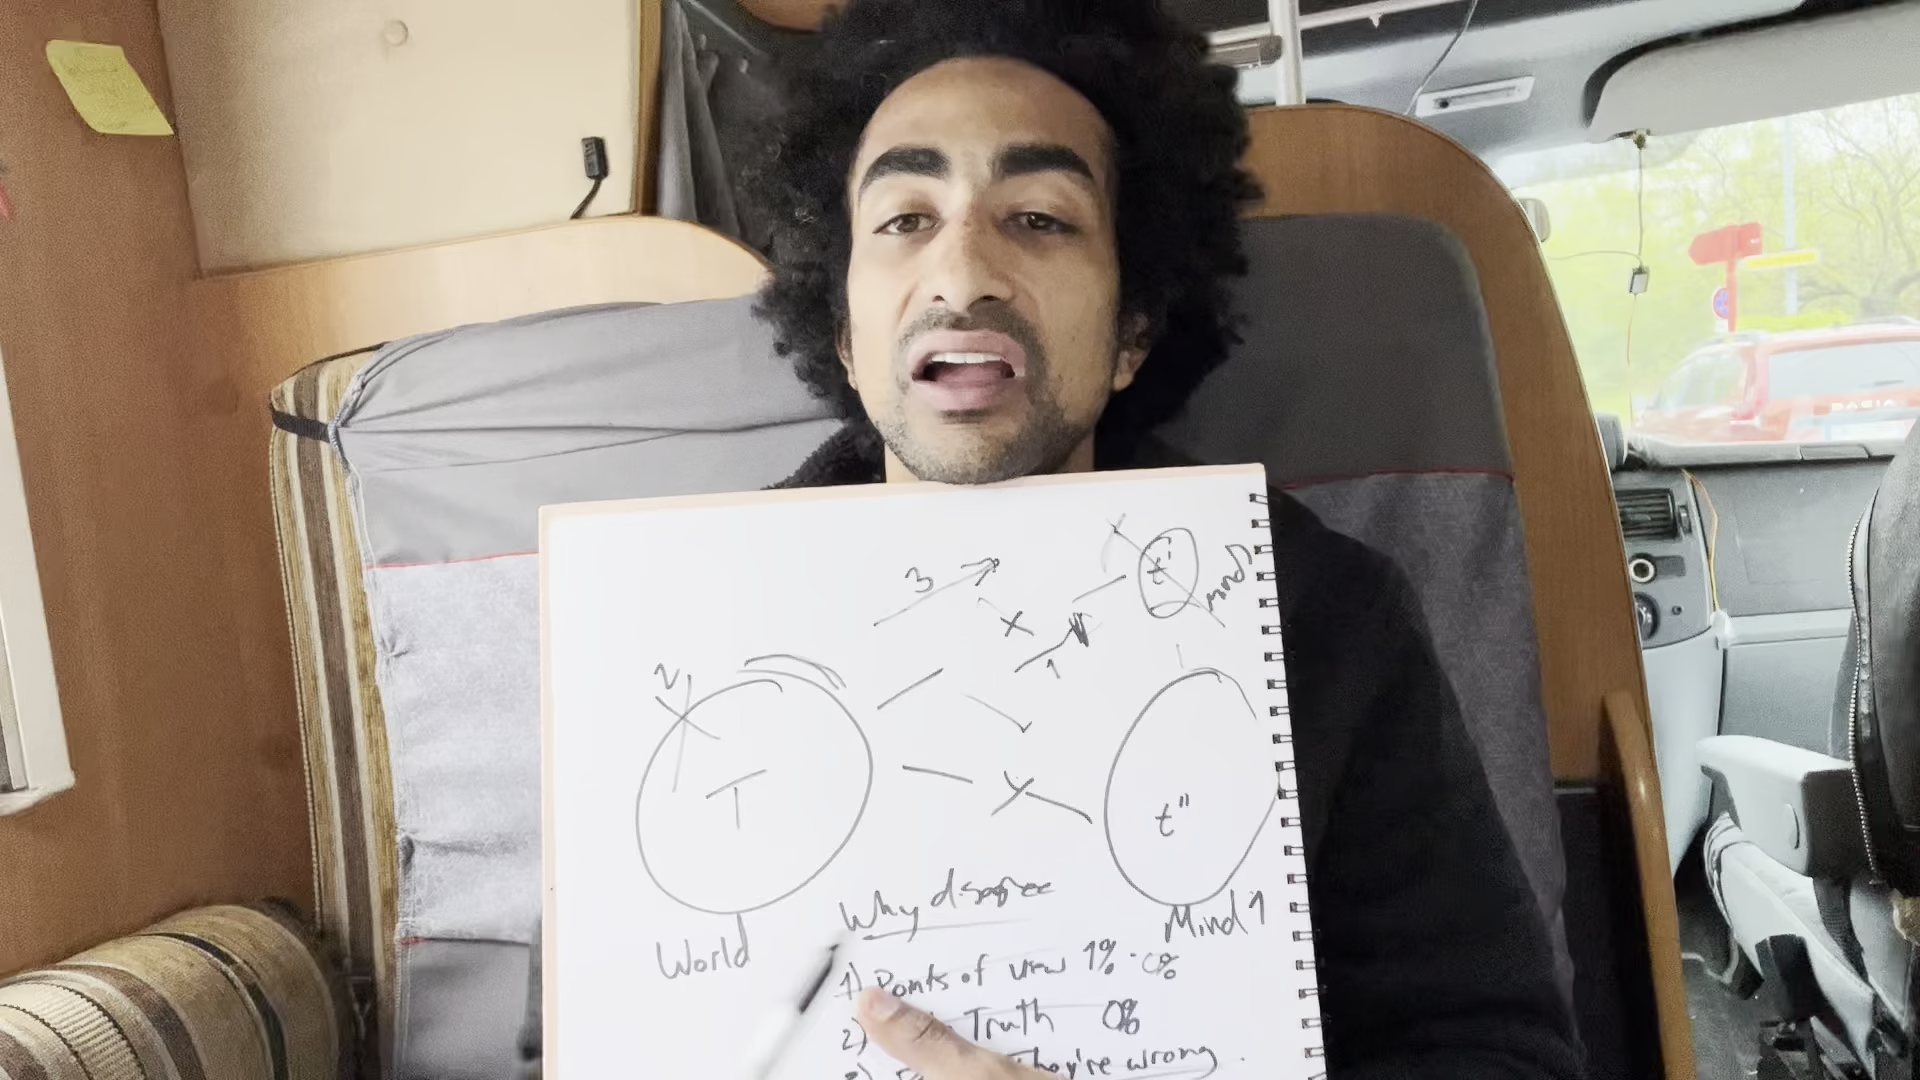 3
X
t'
1
2
X
T
X
t"
World
Mind 1
Why disagree
1) Points of view 1% - 0%
2) Truth 0%
They're wrong.
DACIA